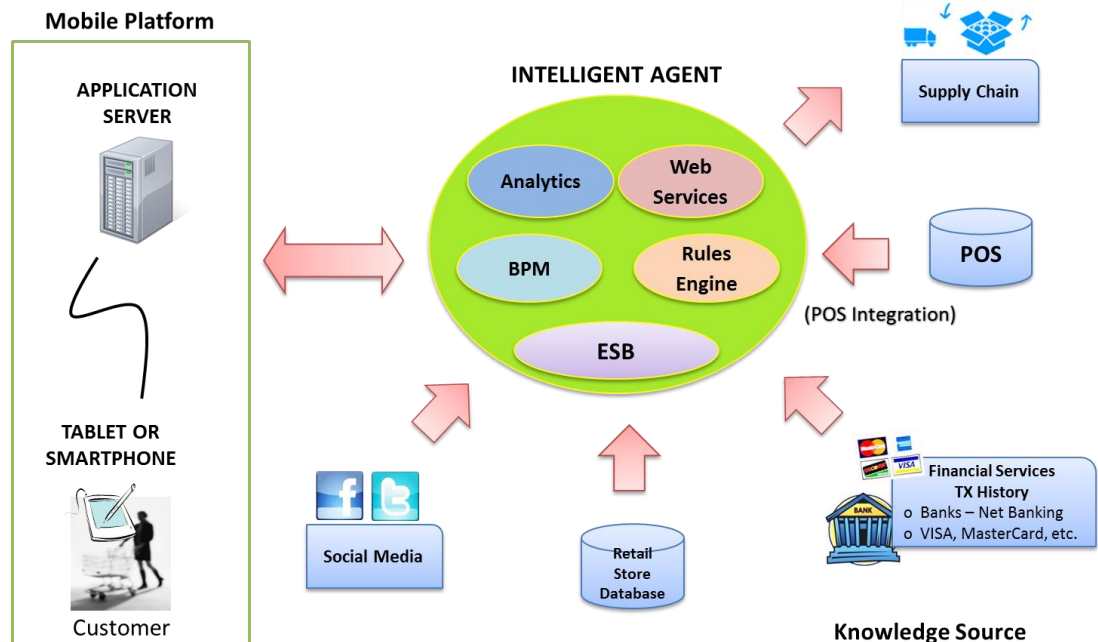 Mobile Platform
APPLICATION
SERVER
TABLET OR
SMARTPHONE
Customer
INTELLIGENT AGENT
Analytics
Web
Services
BPM
Rules
Engine
ESB
Supply Chain
POS
(POS Integration)
f
t
Social Media
Retail
Store
Database
MasterCard
DISCOVER
VISA
BANK
Financial Services
TX History
o Banks – Net Banking
o VISA, MasterCard, etc.
Knowledge Source